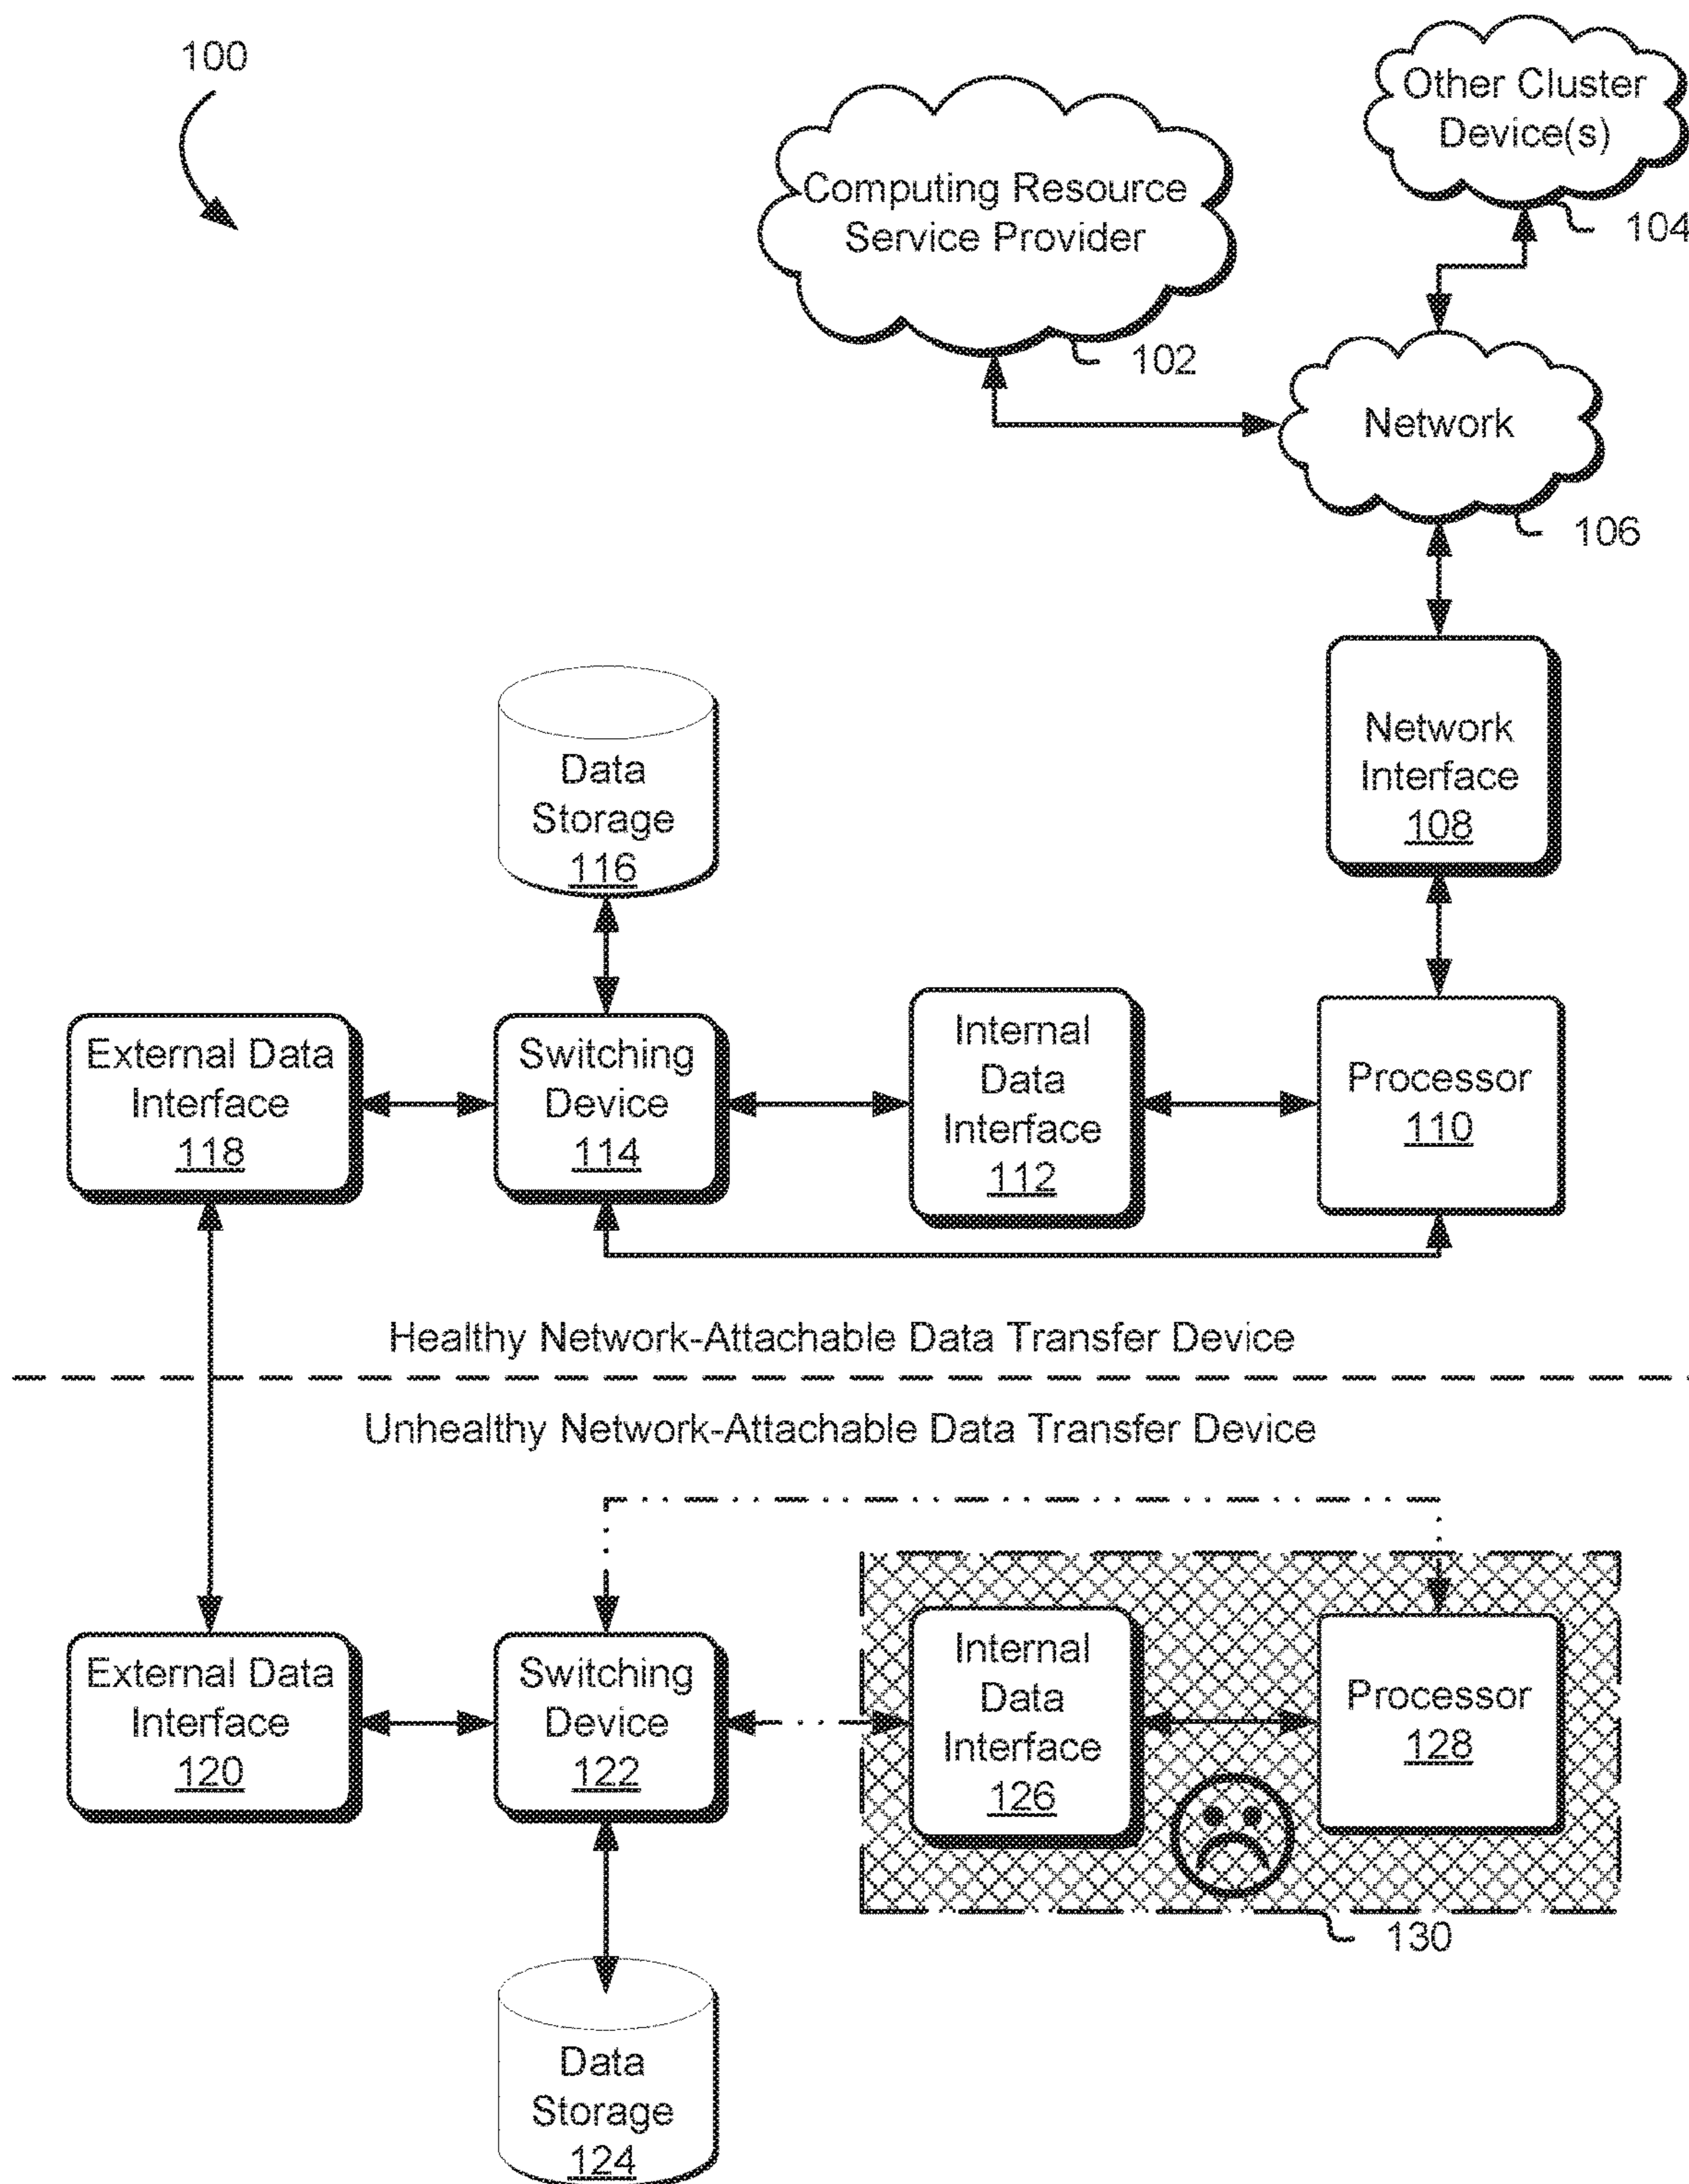 100
Other Cluster
Device(s)
104
Computing Resource
Service Provider
102
Network
106
Network
Interface
108
Data
Storage
116
External Data
Interface
118
Switching
Device
114
Internal
Data
Interface
112
Processor
110
Healthy Network-Attachable Data Transfer Device
Unhealthy Network-Attachable Data Transfer Device
External Data
Interface
120
Switching
Device
122
Internal
Data
Interface
126
Processor
128
130
Data
Storage
124